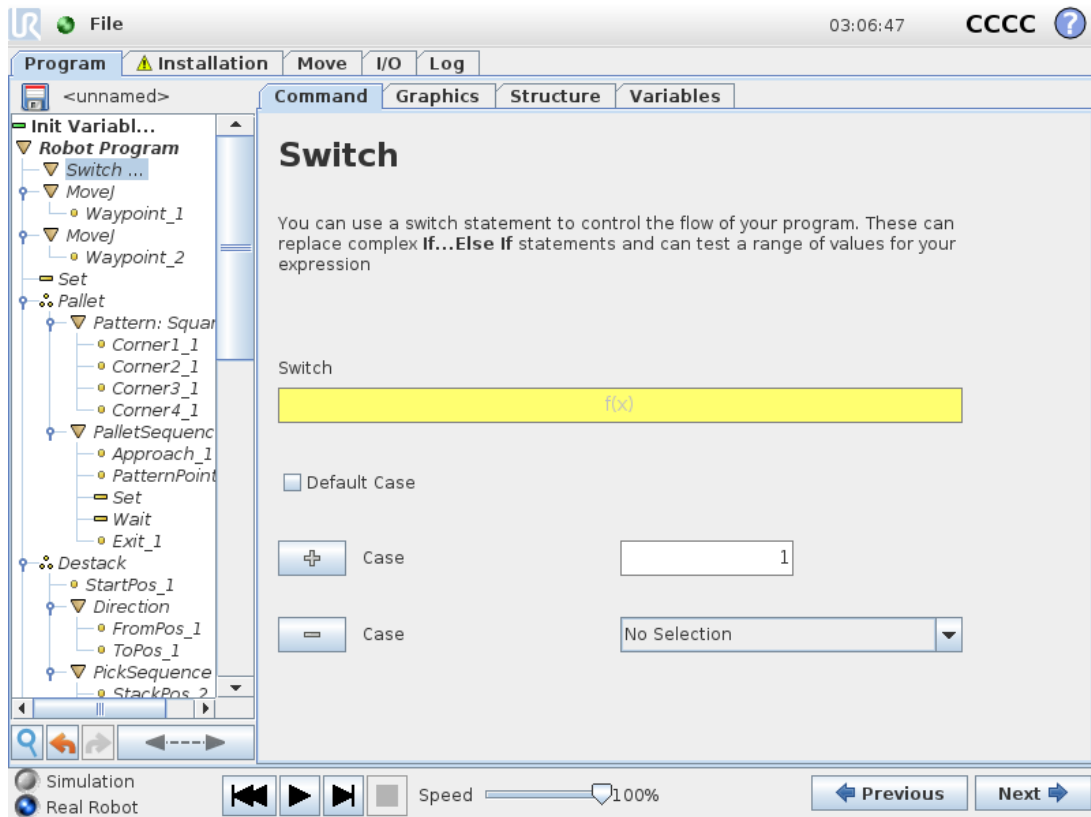 UR File 03:06:47 CCCC ?
Program Installation Move I/O Log
<unnamed> Command Graphics Structure Variables
Init Variabl...
Robot Program
Switch ...
MoveJ
Waypoint_1
MoveJ
Waypoint_2
Set
Pallet
Pattern: Squar
Corner1_1
Corner2_1
Corner3_1
Corner4_1
PalletSequenc
Approach_1
PatternPoint
Set
Wait
Exit_1
Destack
StartPos_1
Direction
FromPos_1
ToPos_1
PickSequence
StackPos_2
Switch
You can use a switch statement to control the flow of your program. These can
replace complex If...Else If statements and can test a range of values for your
expression
Switch
f(x)
Default Case
Case 1
Case No Selection
Simulation
Real Robot
Speed 100%
Previous Next